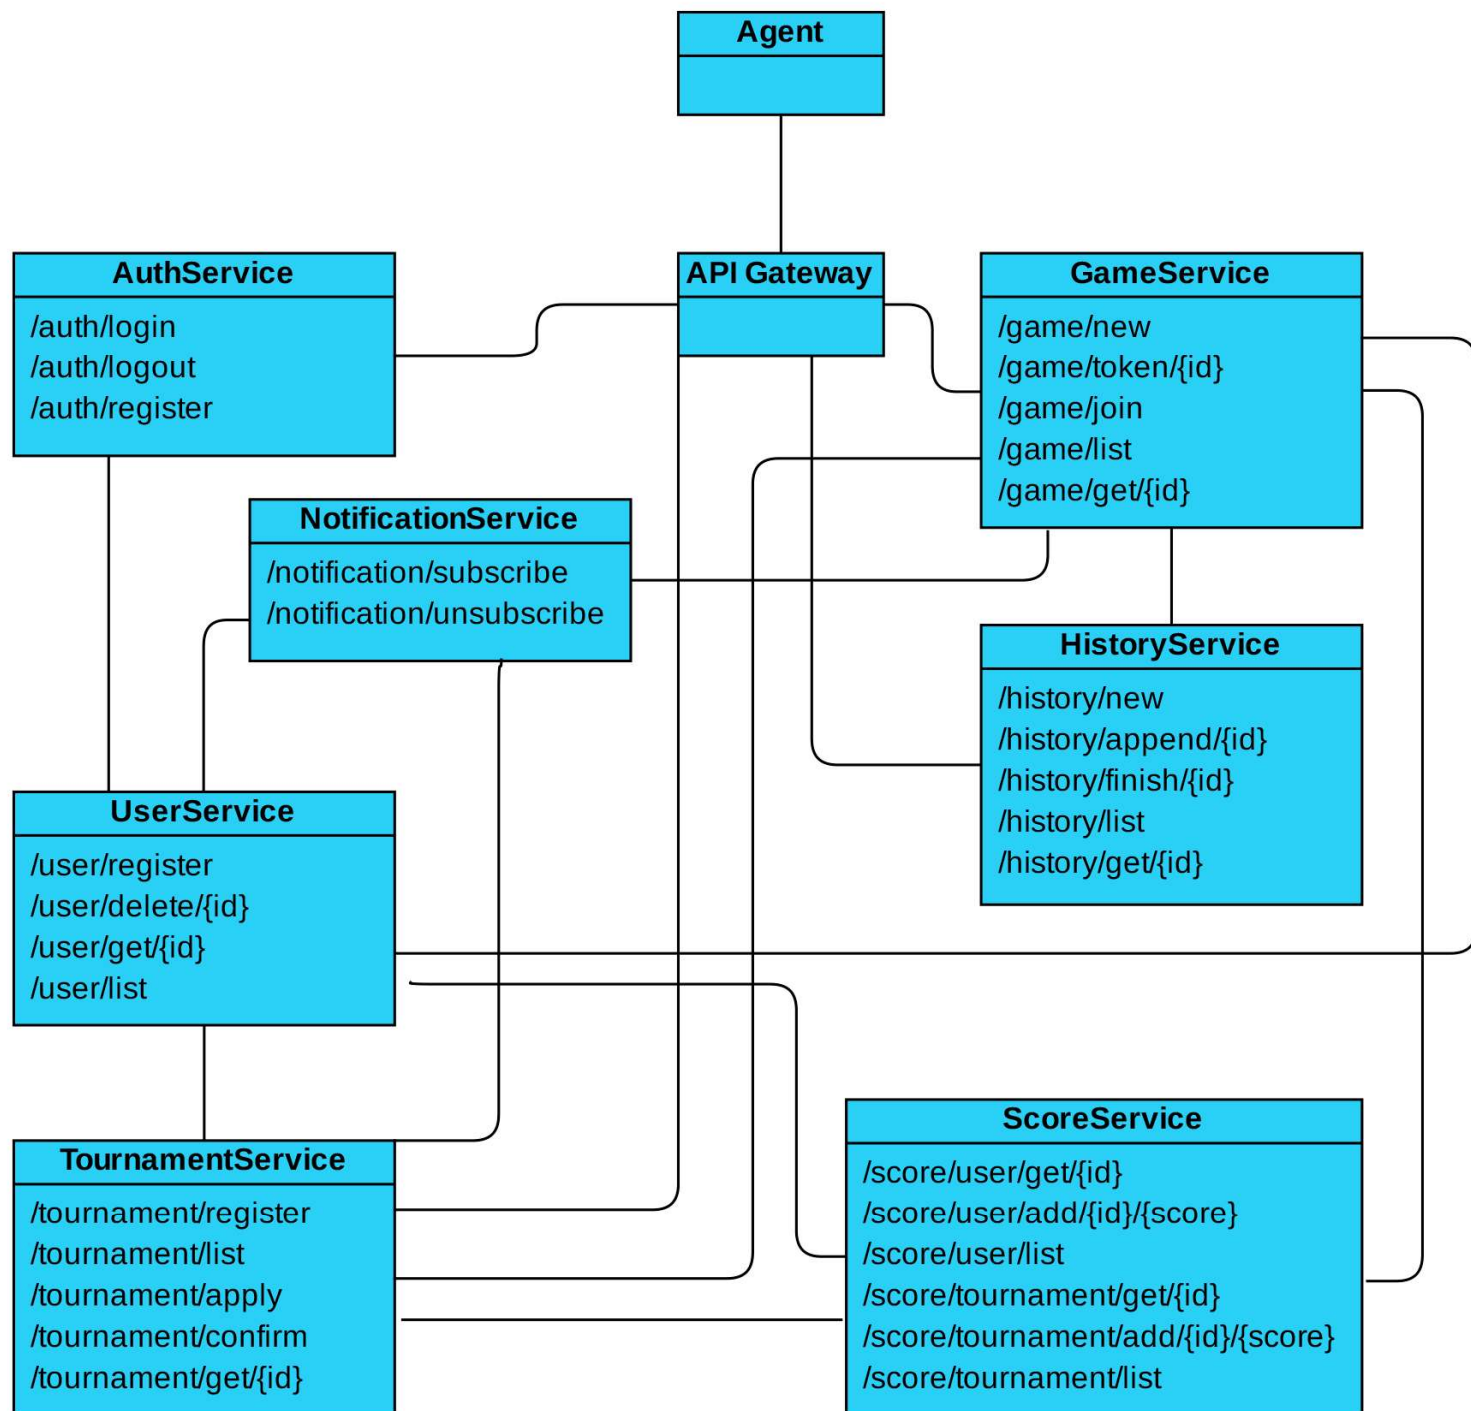 Agent
AuthService
/auth/login
/auth/logout
/auth/register
API Gateway
GameService
/game/new
/game/token/{id}
/game/join
/game/list
/game/get/{id}
NotificationService
/notification/subscribe
/notification/unsubscribe
HistoryService
/history/new
/history/append/{id}
/history/finish/{id}
/history/list
/history/get/{id}
UserService
/user/register
/user/delete/{id}
/user/get/{id}
/user/list
TournamentService
/tournament/register
/tournament/list
/tournament/apply
/tournament/confirm
/tournament/get/{id}
ScoreService
/score/user/get/{id}
/score/user/add/{id}/{score}
/score/user/list
/score/tournament/get/{id}
/score/tournament/add/{id}/{score}
/score/tournament/list